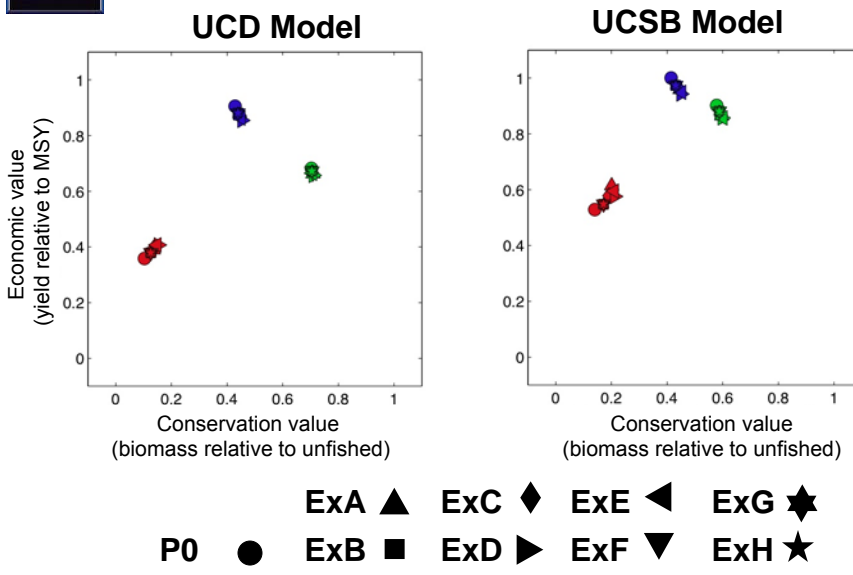 UCD Model
UCSB Model
Economic value
(yield relative to MSY)
1
0.8
0.6
0.4
0.2
0
0 0.2 0.4 0.6 0.8 1
Conservation value
(biomass relative to unfished)
1
0.8
0.6
0.4
0.2
0
0 0.2 0.4 0.6 0.8 1
Conservation value
(biomass relative to unfished)
ExA ExC ExE ExG
P0 ExB ExD ExF ExH